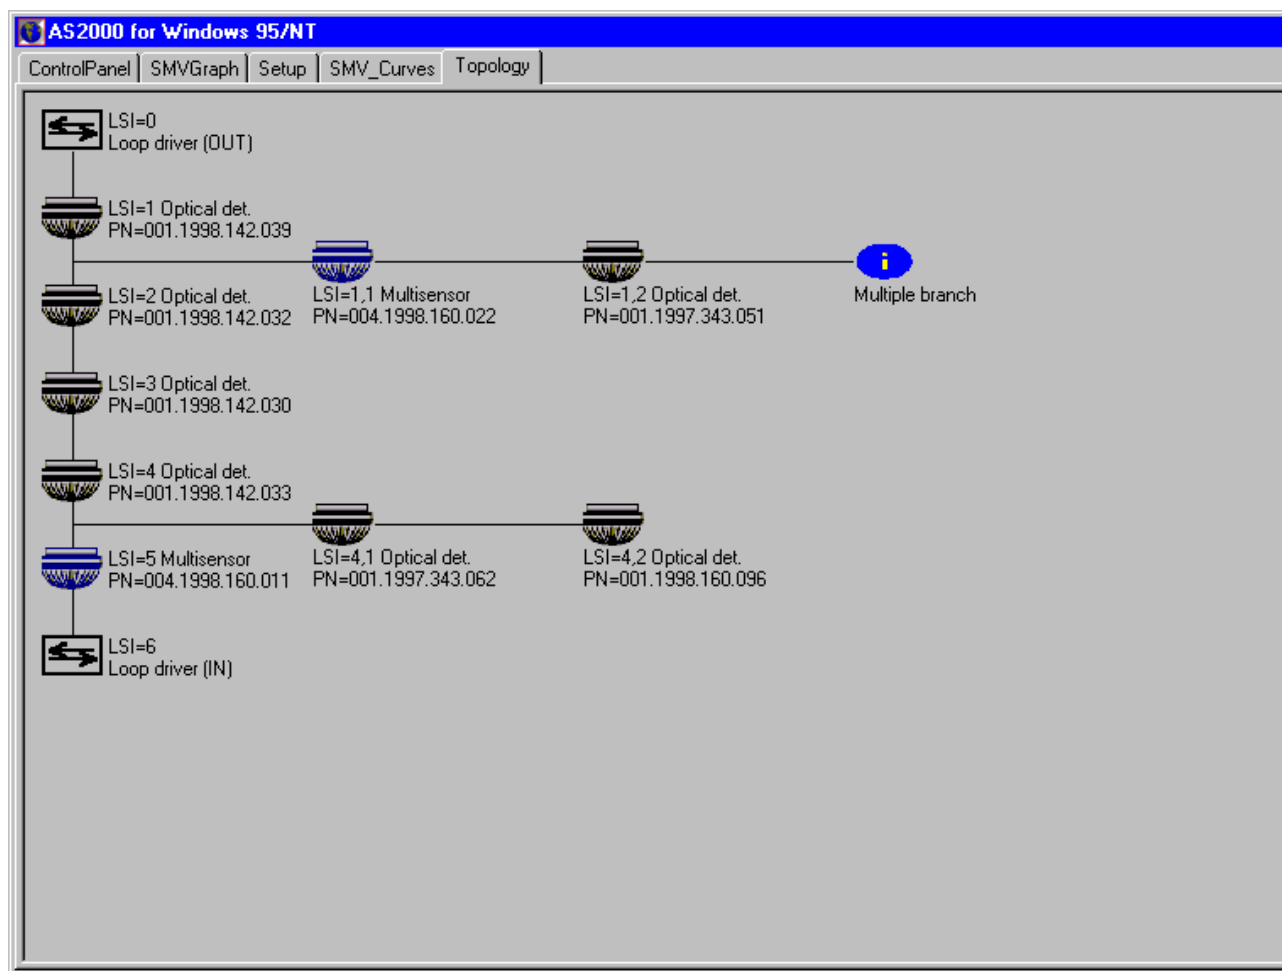 AS2000 for Windows 95/NT
ControlPanel SMVGraph Setup SMV_Curves Topology
LSI=0
Loop driver (OUT)
LSI=1 Optical det.
PN=001.1998.142.039
LSI=2 Optical det.
PN=001.1998.142.032
LSI=1,1 Multisensor
PN=004.1998.160.022
LSI=1,2 Optical det.
PN=001.1997.343.051
i
Multiple branch
LSI=3 Optical det.
PN=001.1998.142.030
LSI=4 Optical det.
PN=001.1998.142.033
LSI=5 Multisensor
PN=004.1998.160.011
LSI=4,1 Optical det.
PN=001.1997.343.062
LSI=4,2 Optical det.
PN=001.1998.160.096
LSI=6
Loop driver (IN)